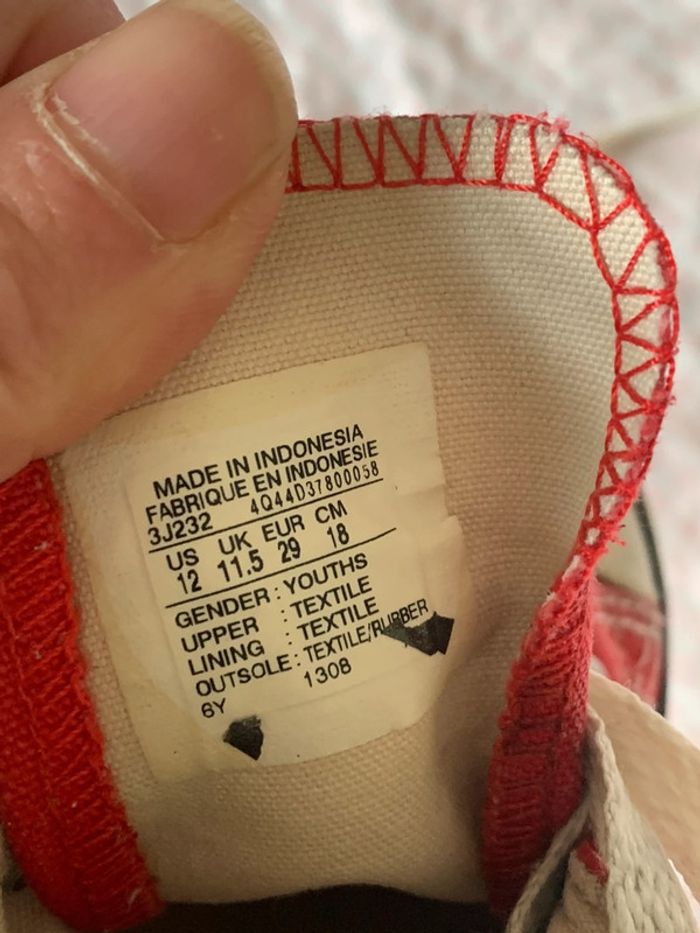 MADE IN INDONESIA
FABRIQUE EN INDONESIE
3J232 4Q44D37800058
US UK EUR CM
12 11.5 29 18
GENDER : YOUTHS
UPPER : TEXTILE
LINING : TEXTILE
OUTSOLE : TEXTILE/RUBBER
6Y 1308